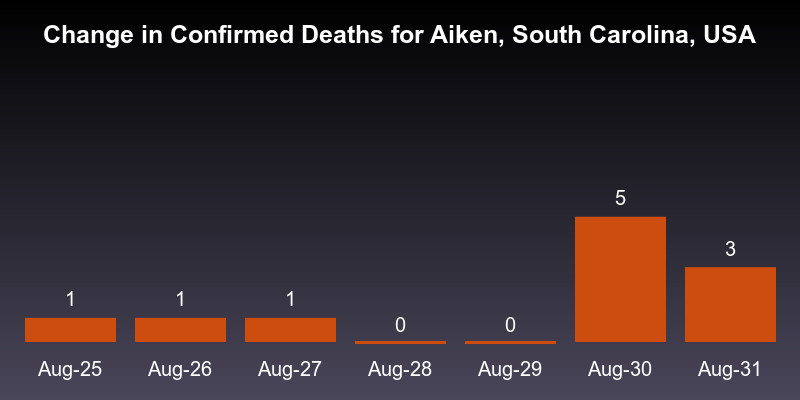 Change in Confirmed Deaths for Aiken, South Carolina, USA
1 1 1 0 0 5 3
Aug-25 Aug-26 Aug-27 Aug-28 Aug-29 Aug-30 Aug-31